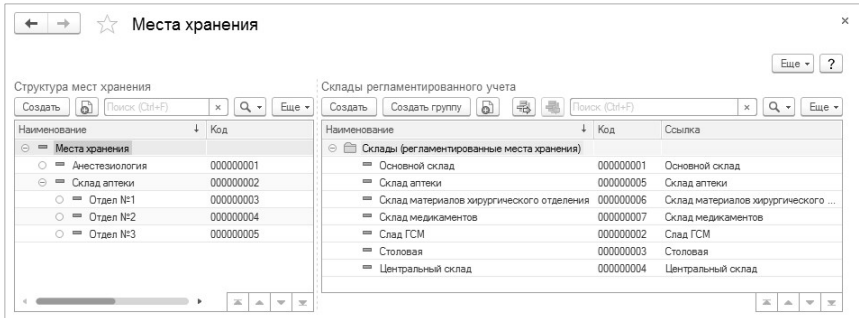 Места хранения
Еще ?
Структура мест хранения
Создать Поиск (Ctrl+F) × Еще
Наименование ↓ Код
Места хранения
Анестезиология 000000001
Склад аптеки 000000002
Отдел №1 000000003
Отдел №2 000000004
Отдел №3 000000005
Склады регламентированного учета
Создать Создать группу Поиск (Ctrl+F) × Еще
Наименование ↓ Код Ссылка
Склады (регламентированные места хранения)
Основной склад 000000001 Основной склад
Склад аптеки 000000005 Склад аптеки
Склад материалов хирургического отделения 000000006 Склад материалов хирургического ...
Склад медикаментов 000000007 Склад медикаментов
Слад ГСМ 000000002 Слад ГСМ
Столовая 000000003 Столовая
Центральный склад 000000004 Центральный склад